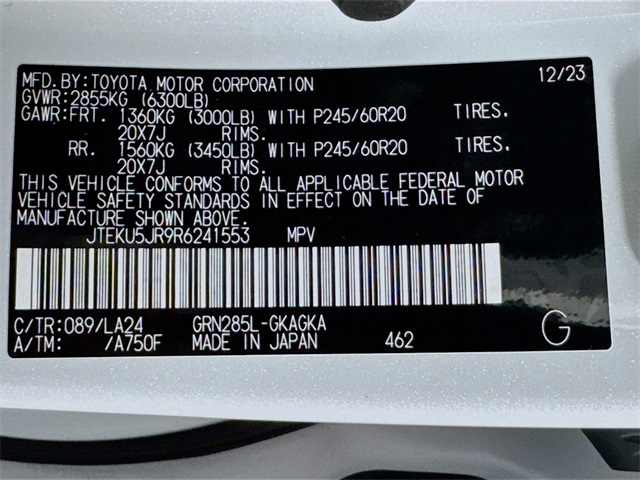 MFD.BY:TOYOTA MOTOR CORPORATION 12/23
GVWR:2855KG (6300LB)
GAWR:FRT. 1360KG (3000LB) WITH P245/60R20 TIRES.
20X7J RIMS.
RR. 1560KG (3450LB) WITH P245/60R20 TIRES.
20X7J RIMS.
THIS VEHICLE CONFORMS TO ALL APPLICABLE FEDERAL MOTOR
VEHICLE SAFETY STANDARDS IN EFFECT ON THE DATE OF
MANUFACTURE SHOWN ABOVE.
JTEKU5JR9R6241553 MPV
C/TR:089/LA24 GRN285L-GKAGKA
A/TM: /A750F MADE IN JAPAN 462 G